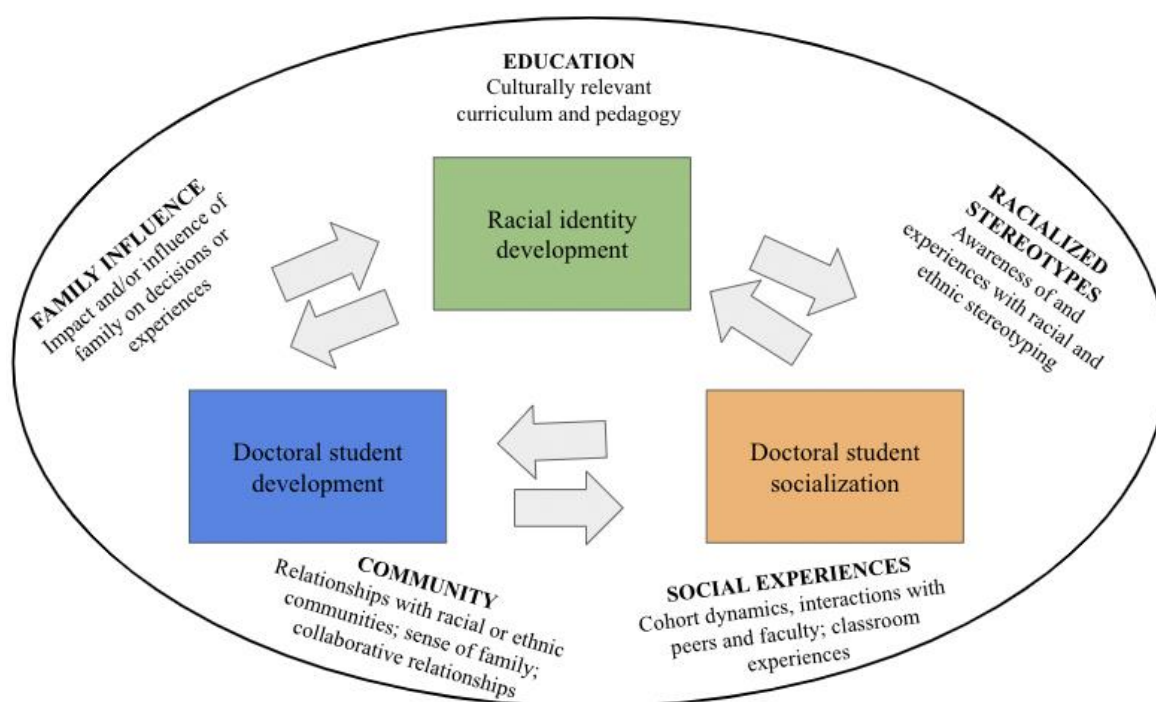 EDUCATION
Culturally relevant
curriculum and pedagogy
FAMILY INFLUENCE
Impact and/or influence of
family on decisions or
experiences
Racial identity
development
RACIALIZED
STEREOTYPES
Awareness of and
experiences with racial and
ethnic stereotyping
Doctoral student
development
Doctoral student
socialization
COMMUNITY
Relationships with racial or ethnic
communities; sense of family;
collaborative relationships
SOCIAL EXPERIENCES
Cohort dynamics, interactions with
peers and faculty; classroom
experiences